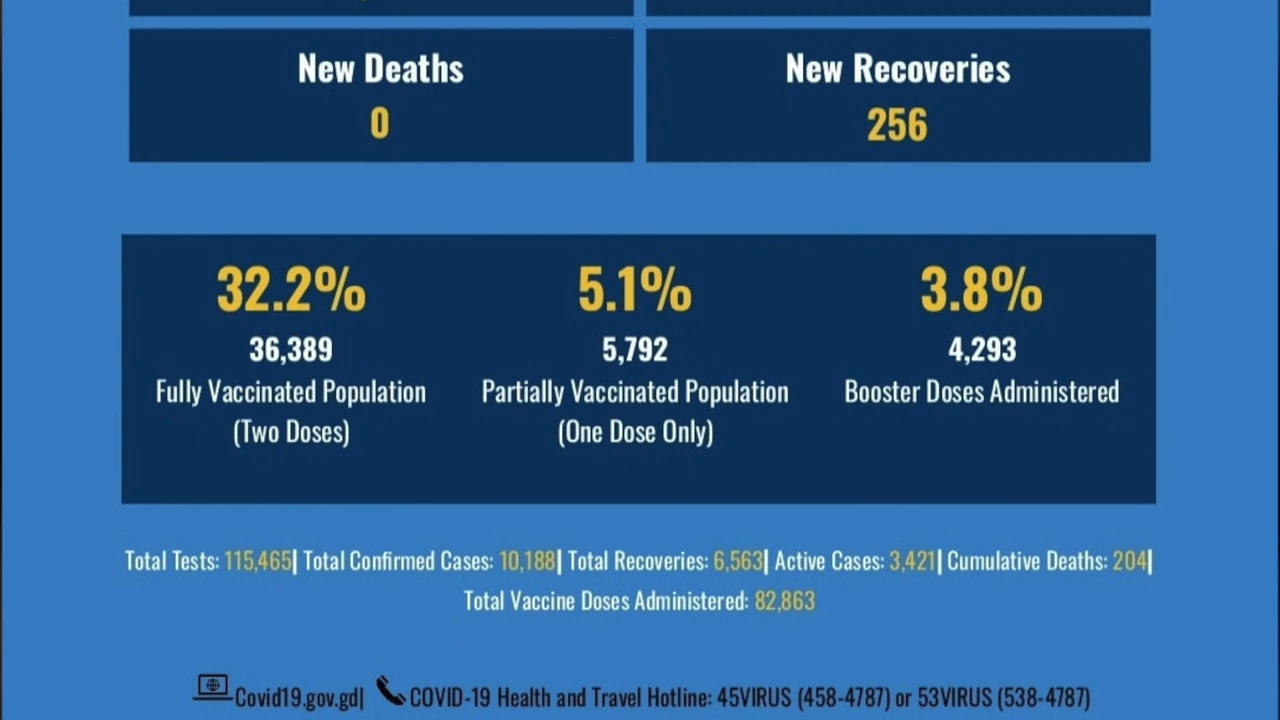 New Deaths
0
New Recoveries
256
32.2%
36,389
Fully Vaccinated Population
(Two Doses)
5.1%
5,792
Partially Vaccinated Population
(One Dose Only)
3.8%
4,293
Booster Doses Administered
Total Tests: 115,465| Total Confirmed Cases: 10,188| Total Recoveries: 6,563| Active Cases: 3,421| Cumulative Deaths: 204|
Total Vaccine Doses Administered: 82,863
Covid19.gov.gd| COVID-19 Health and Travel Hotline: 45VIRUS (458-4787) or 53VIRUS (538-4787)